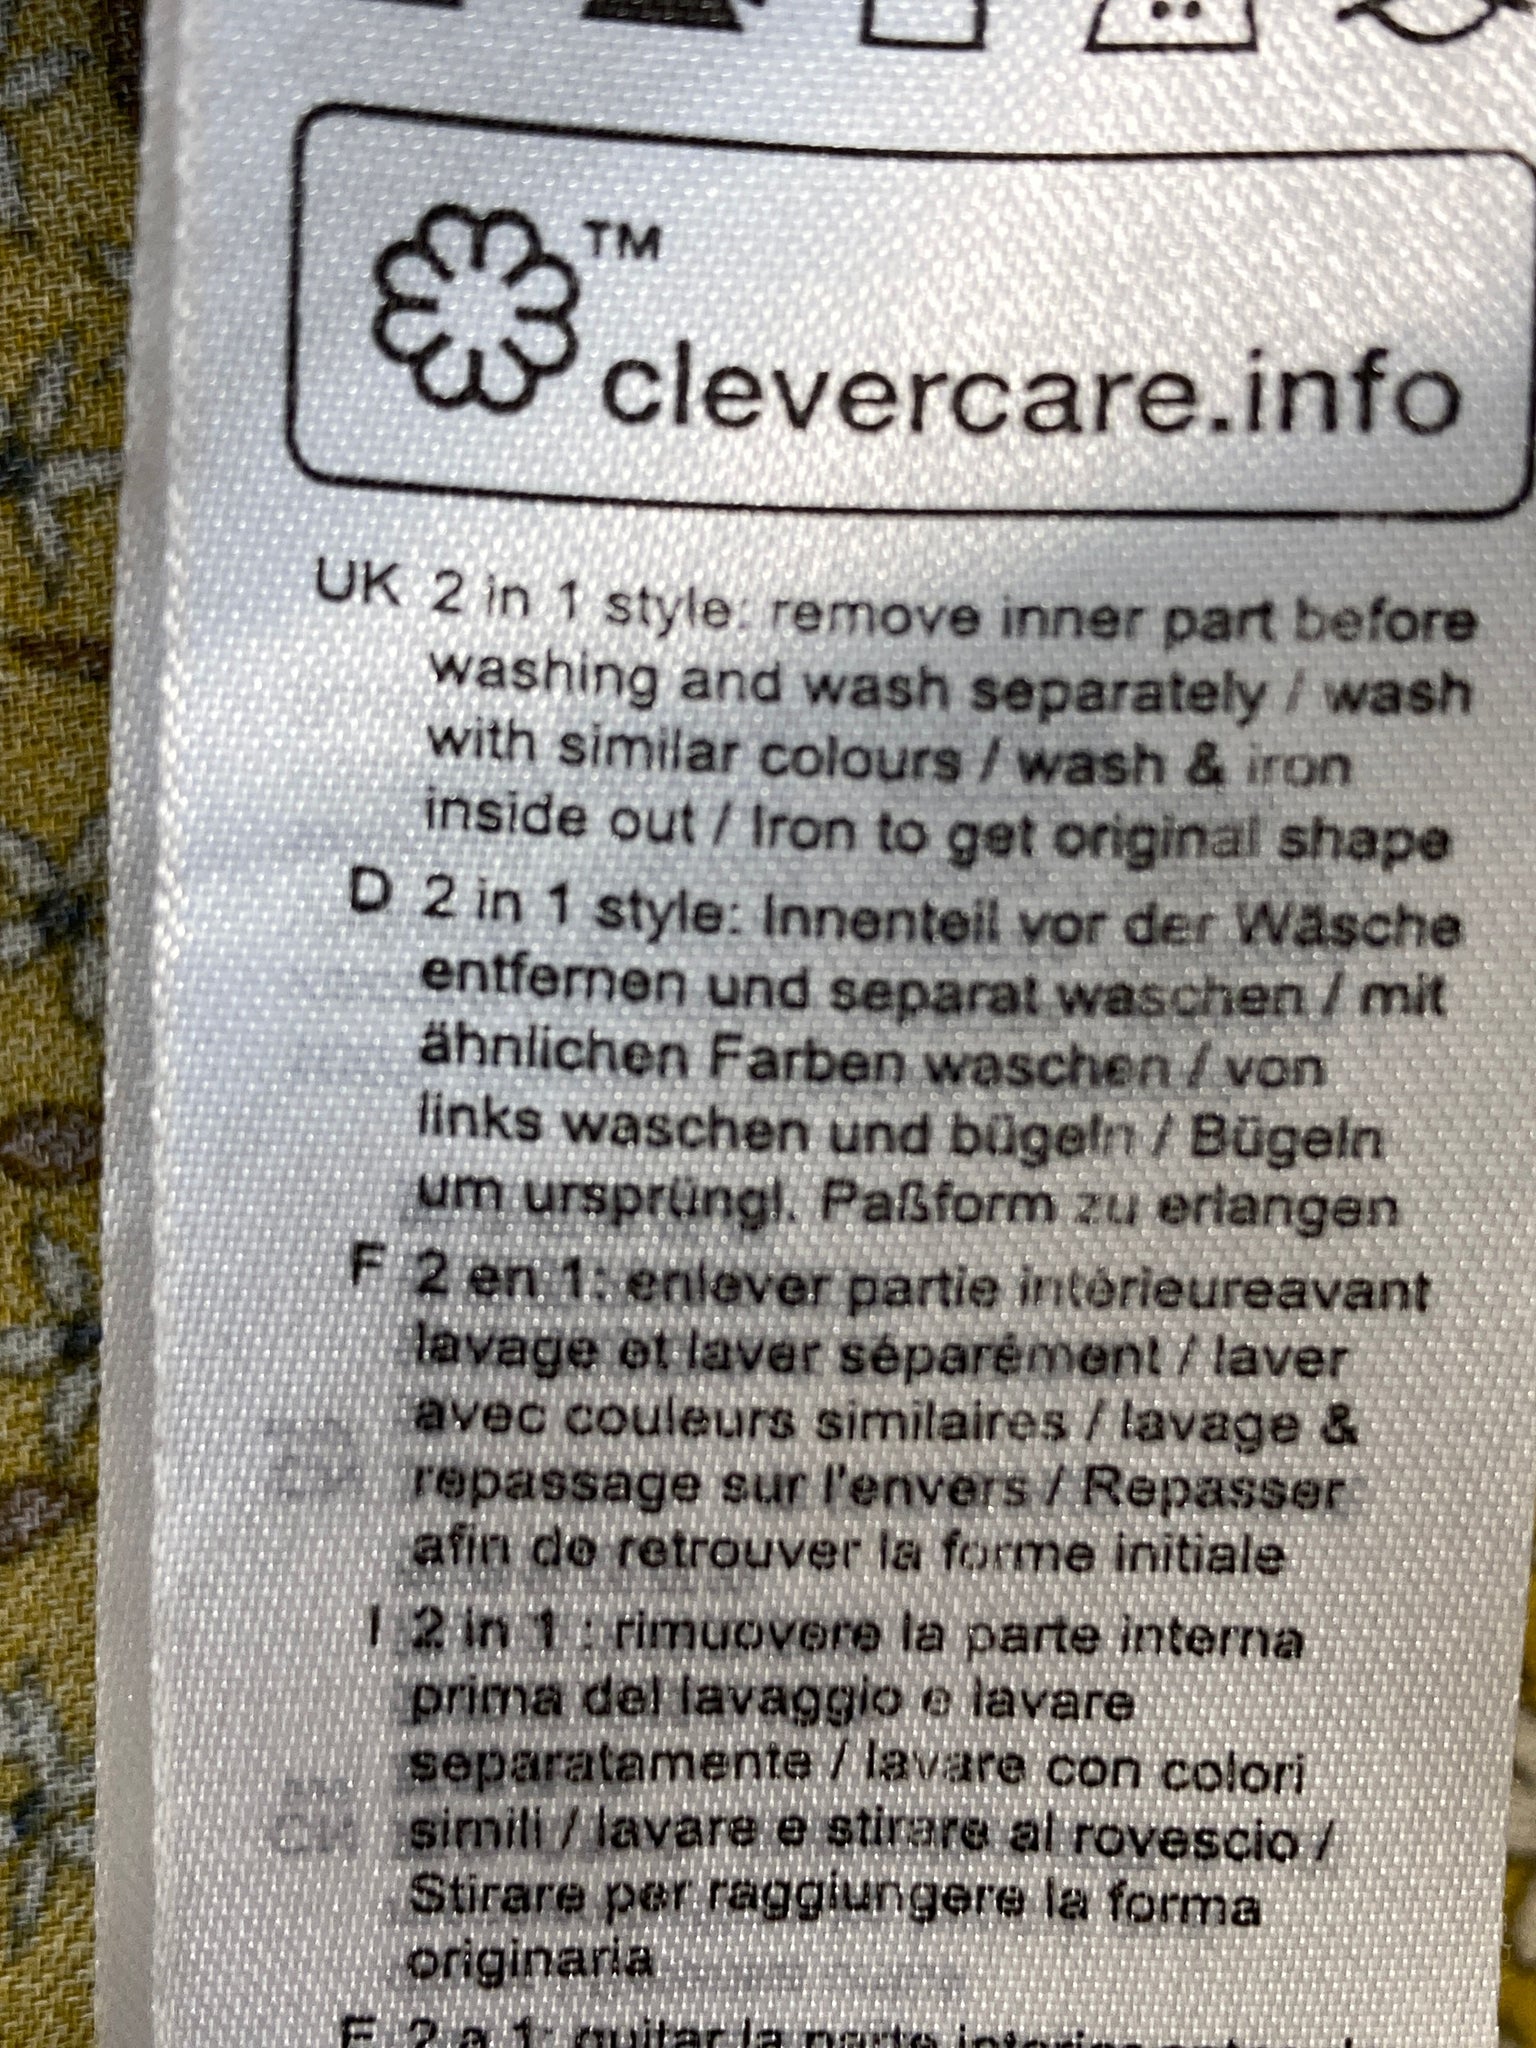 TM
clevercare.info
UK 2 in 1 style: remove inner part before
washing and wash separately / wash
with similar colours / wash & iron
inside out / Iron to get original shape
D 2 in 1 style: Innenteil vor der Wäsche
entfernen und separat waschen / mit
ähnlichen Farben waschen / von
links waschen und bügeln / Bügeln
um ursprüngl. Paßform zu erlangen
F 2 en 1: enlever partie intérieureavant
lavage et laver séparément / laver
avec couleurs similaires / lavage &
repassage sur l'envers / Repasser
afin de retrouver la forme initiale
I 2 in 1 : rimuovere la parte interna
prima del lavaggio e lavare
separatamente / lavare con colori
simili / lavare e stirare al rovescio /
Stirare per raggiungere la forma
originaria
E 2 a 1: quitar la parte